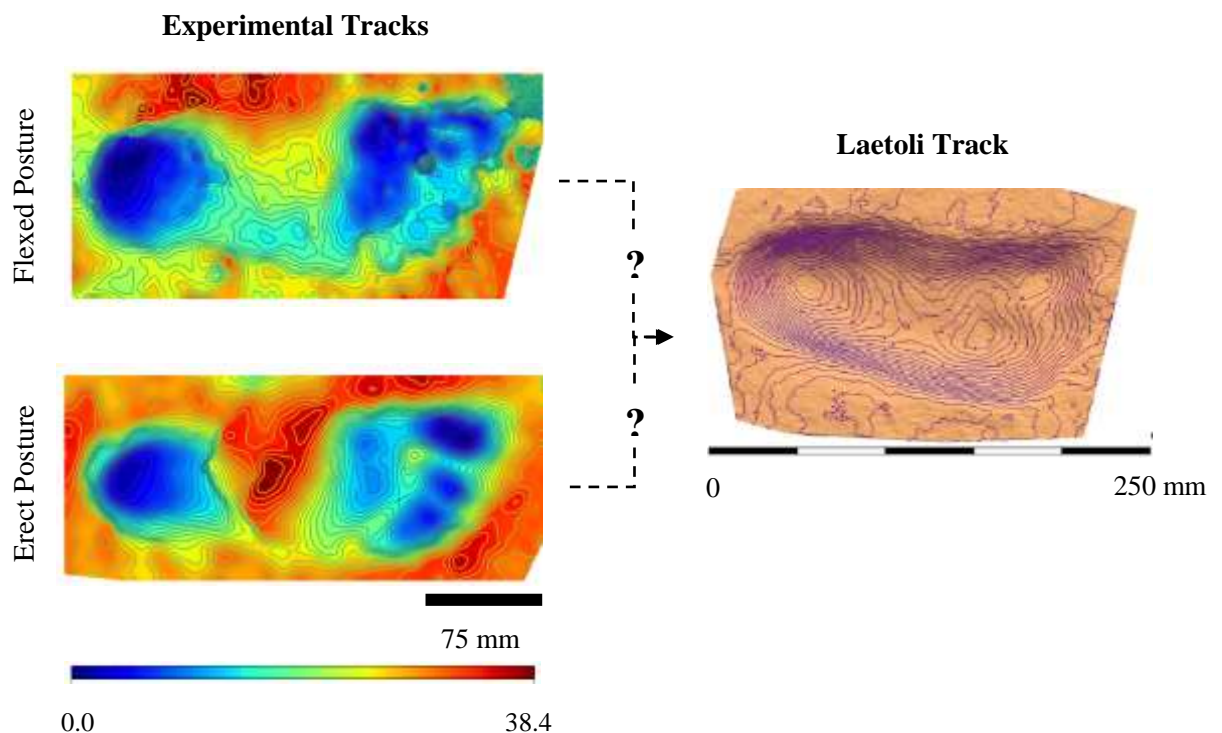 Experimental Tracks
Flexed Posture
Laetoli Track
?
?
Erect Posture
0
250 mm
75 mm
0.0
38.4